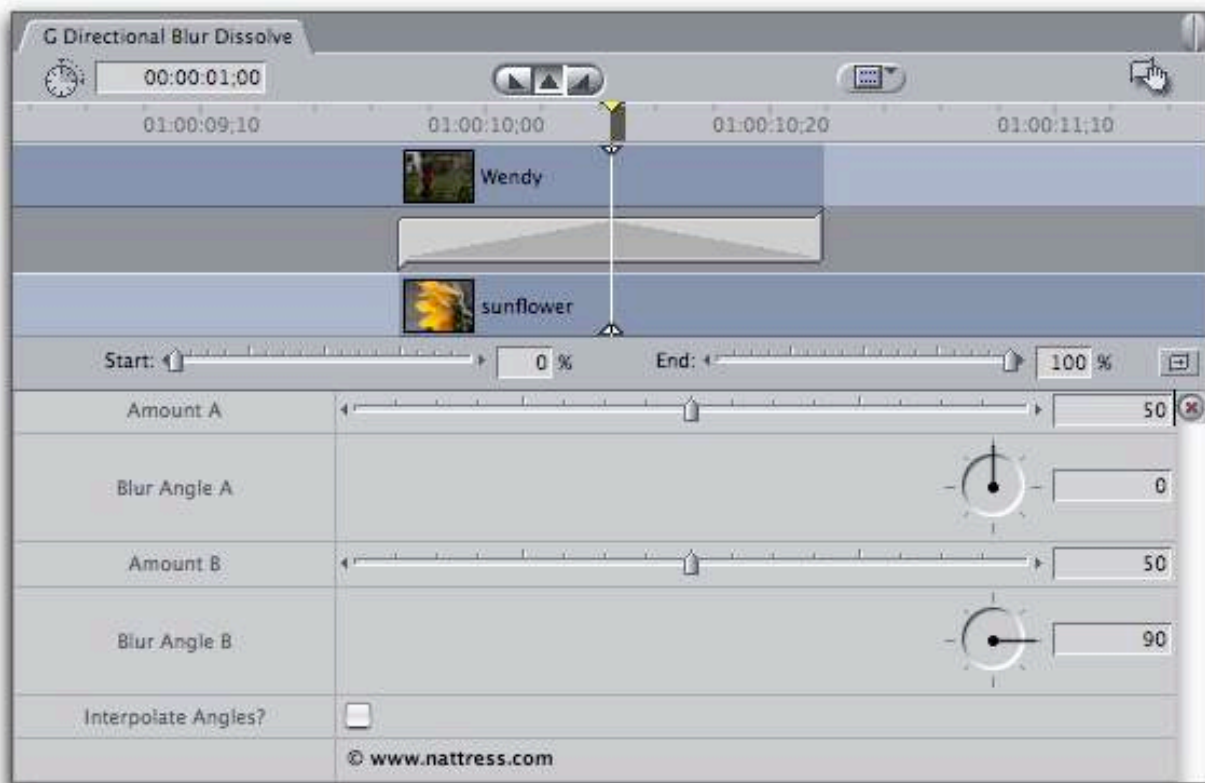 G Directional Blur Dissolve
00:00:01;00
01:00:09;10 01:00:10;00 01:00:10;20 01:00:11;10
Wendy
sunflower
Start: 0 % End: 100 %
Amount A 50
Blur Angle A 0
Amount B 50
Blur Angle B 90
Interpolate Angles?
© www.nattress.com